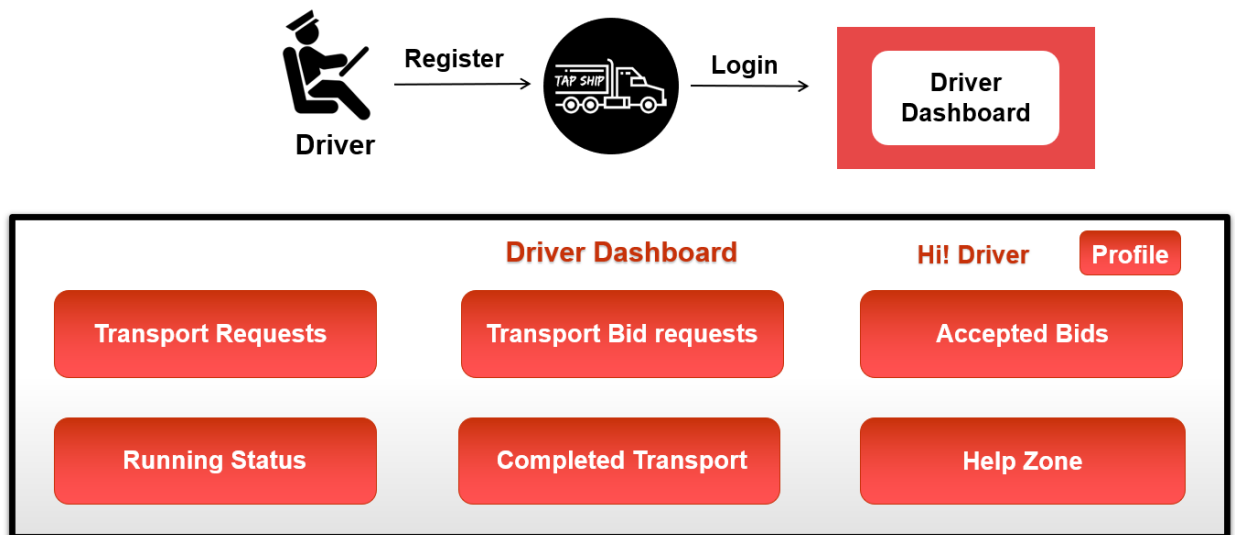 Register
TAP SHIP
Login
Driver
Dashboard
Driver
Driver Dashboard
Hi! Driver
Profile
Transport Requests
Transport Bid requests
Accepted Bids
Running Status
Completed Transport
Help Zone